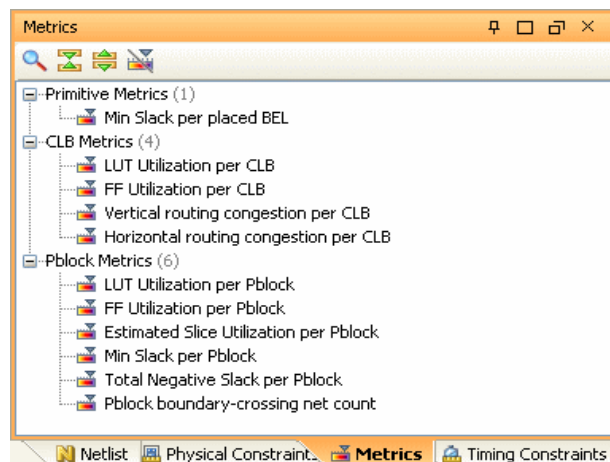 Metrics
Primitive Metrics (1)
Min Slack per placed BEL
CLB Metrics (4)
LUT Utilization per CLB
FF Utilization per CLB
Vertical routing congestion per CLB
Horizontal routing congestion per CLB
Pblock Metrics (6)
LUT Utilization per Pblock
FF Utilization per Pblock
Estimated Slice Utilization per Pblock
Min Slack per Pblock
Total Negative Slack per Pblock
Pblock boundary-crossing net count
Netlist Physical Constraint Metrics Timing Constraints